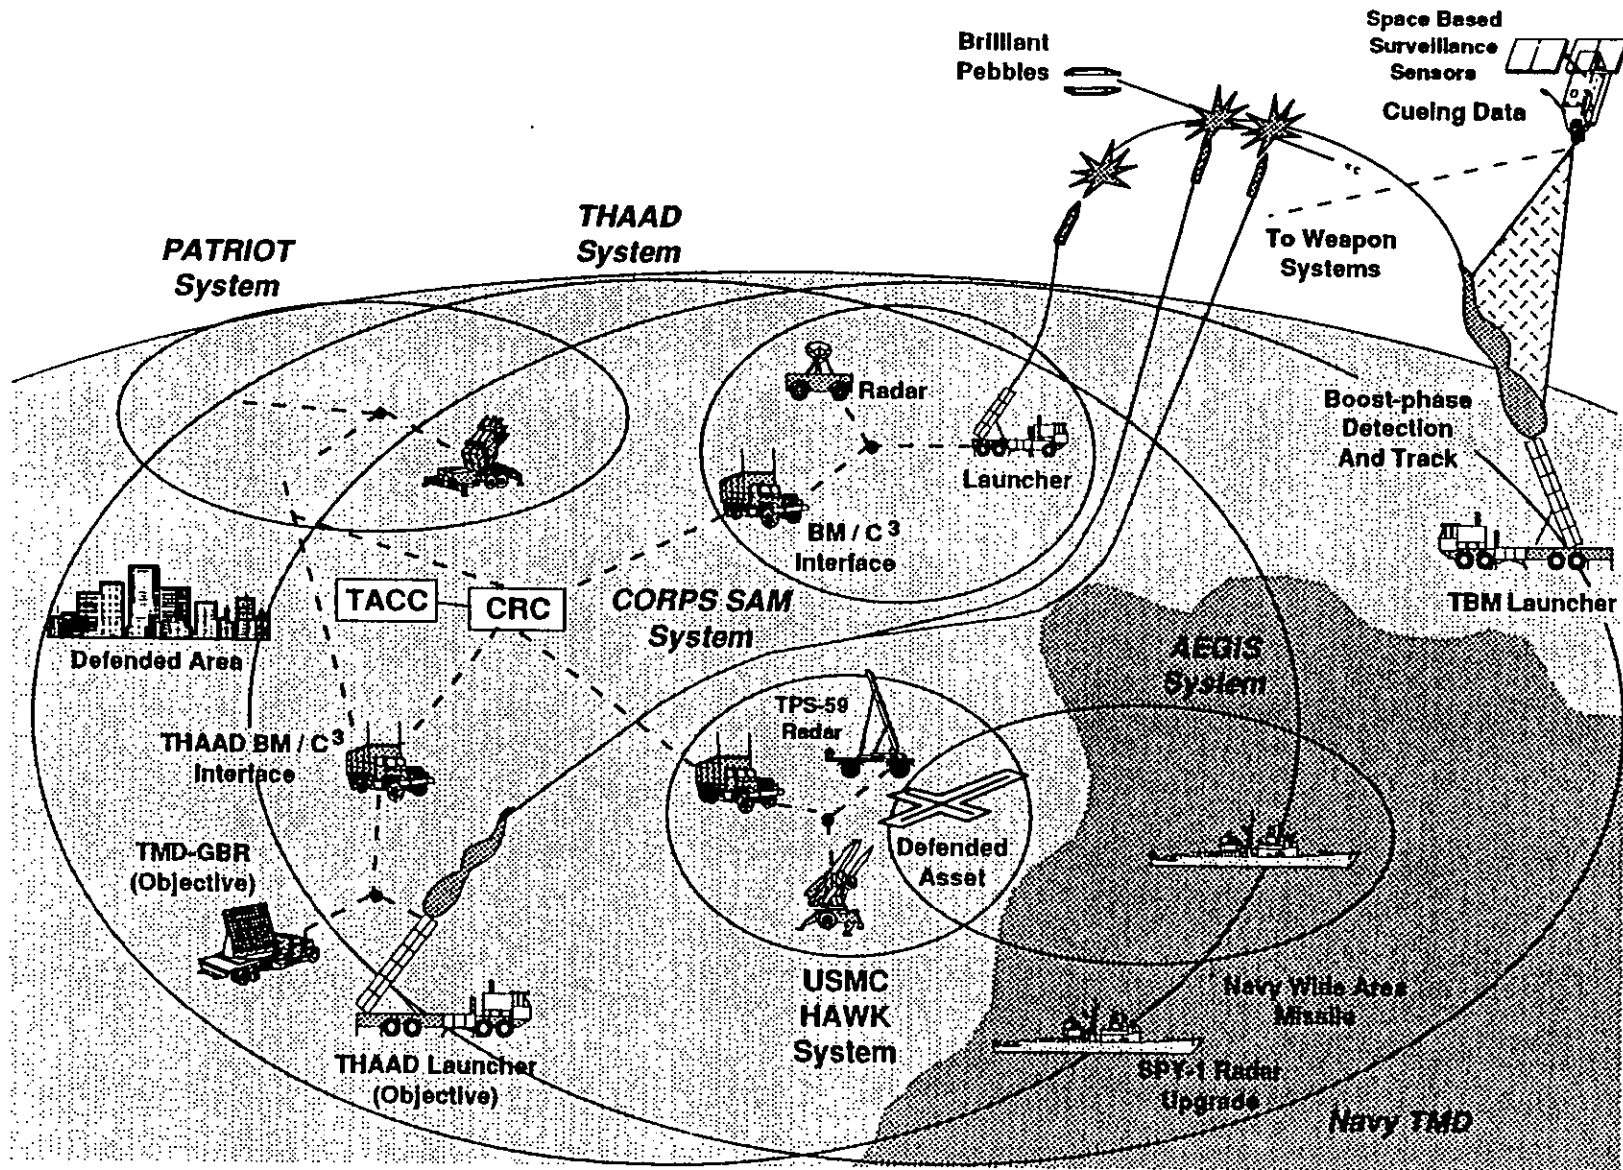 Brilliant
Pebbles
Space Based
Surveillance
Sensors
Cueing Data
To Weapon
Systems
THAAD
System
PATRIOT
System
Radar
Launcher
BM / C3
Interface
Boost-phase
Detection
And Track
TBM Launcher
TACC
CRC
CORPS SAM
System
Defended Area
AEGIS
System
TPS-59
Radar
THAAD BM / C3
Interface
TMD-GBR
(Objective)
Defended
Asset
THAAD Launcher
(Objective)
USMC
HAWK
System
Navy Wide Area
Missile
SPY-1 Radar
Upgrade
Navy TMD